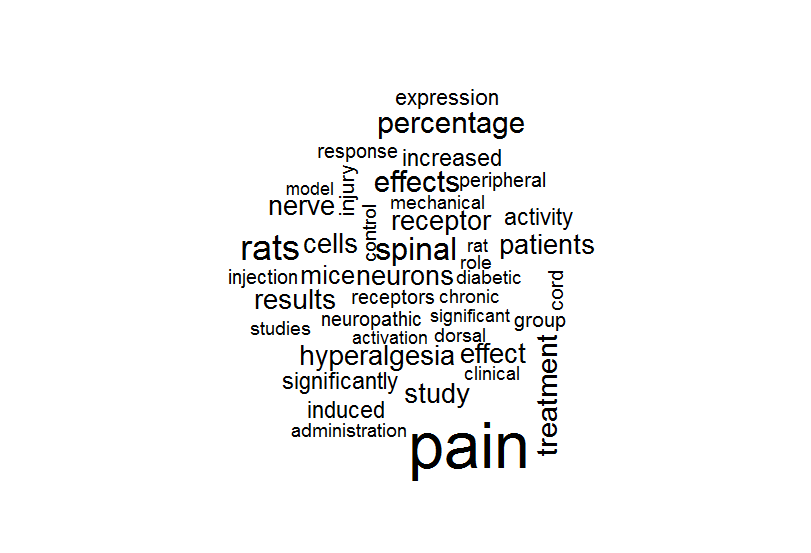 expression
percentage
response
increased
model
injury
effects
peripheral
nerve
mechanical
control
receptor
activity
rats
cells
spinal
rat
patients
role
injection
mice
neurons
diabetic
cord
results
receptors
chronic
studies
neuropathic
significant
group
activation
dorsal
hyperalgesia
effect
treatment
significantly
clinical
study
induced
administration
pain